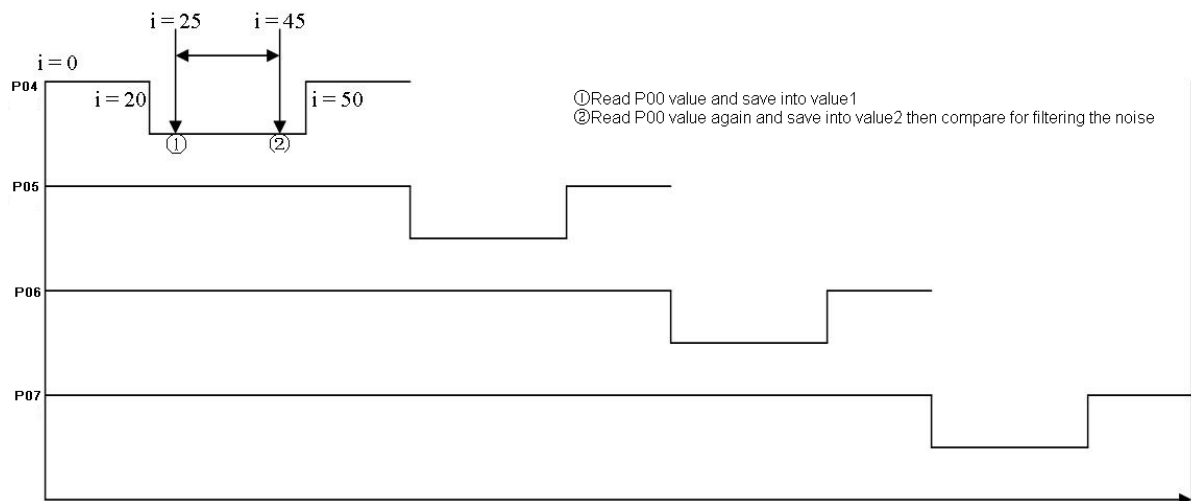 i = 25 i = 45
i = 0
P04
i = 20 i = 50
①Read P00 value and save into value1
②Read P00 value again and save into value2 then compare for filtering the noise
① ②
P05
P06
P07